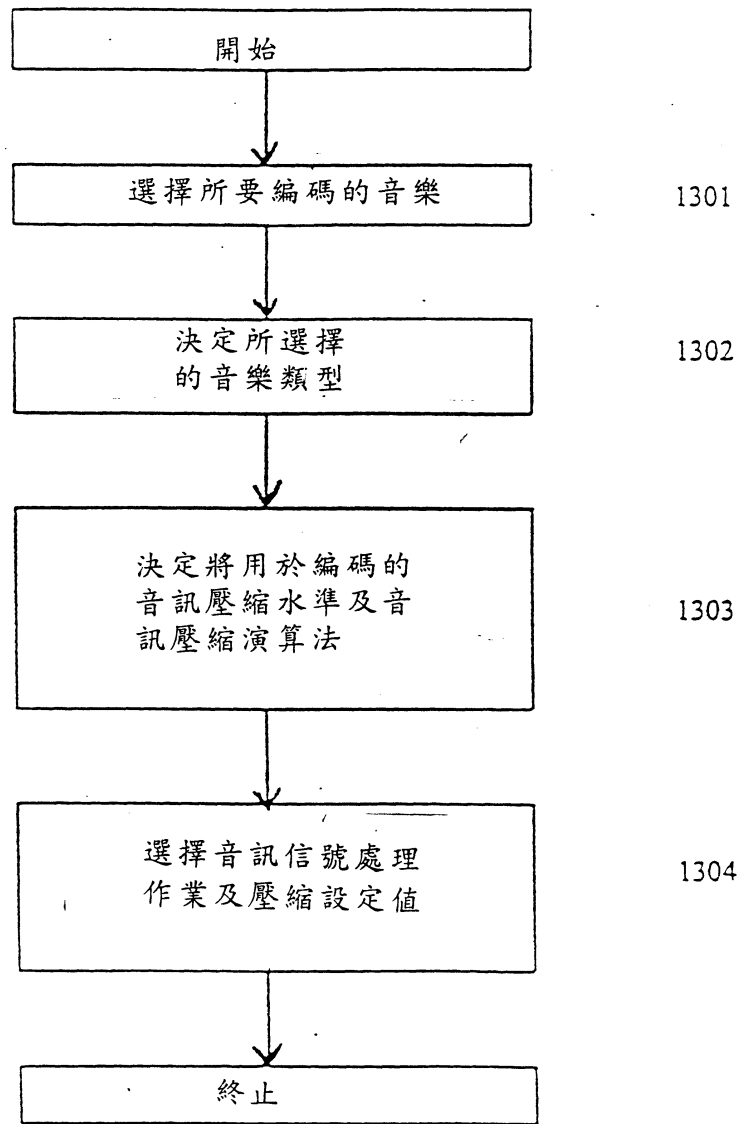 開始
選擇所要編碼的音樂
1301
決定所選擇
的音樂類型
1302
決定將用於編碼的
音訊壓縮水準及音
訊壓縮演算法
1303
選擇音訊信號處理
作業及壓縮設定值
1304
終止